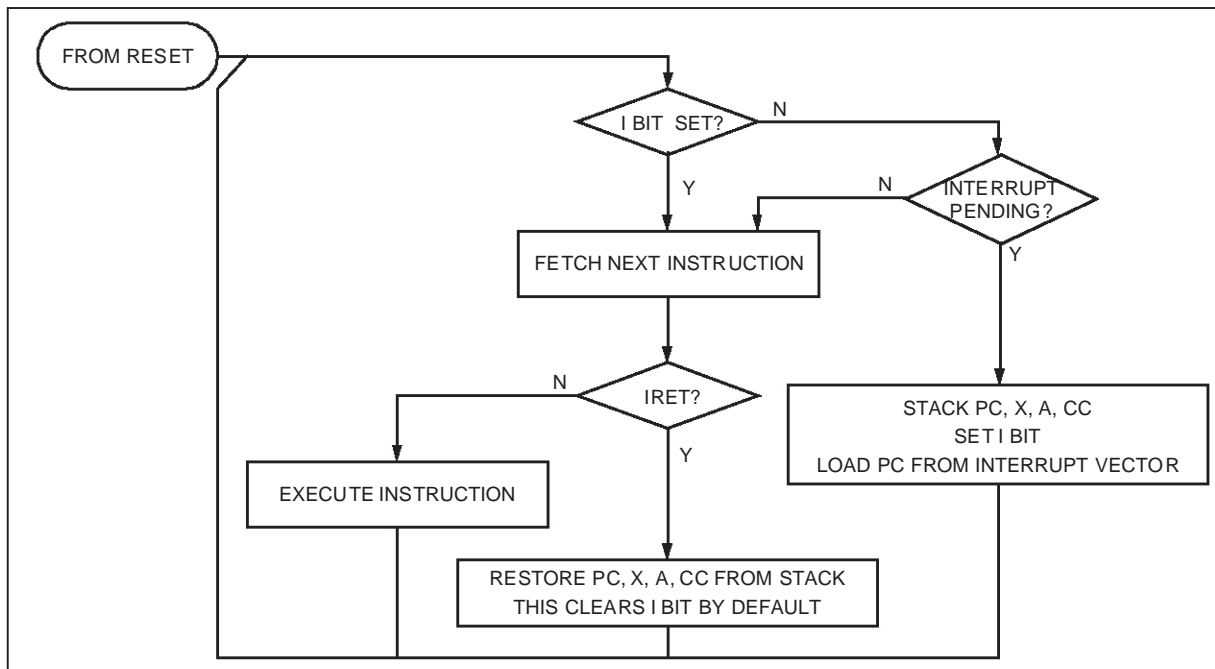 FROM RESET
I BIT SET?
N
Y
N
INTERRUPT
PENDING?
Y
FETCH NEXT INSTRUCTION
N
IRET?
Y
STACK PC, X, A, CC
SET I BIT
LOAD PC FROM INTERRUPT VECTOR
EXECUTE INSTRUCTION
RESTORE PC, X, A, CC FROM STACK
THIS CLEARS I BIT BY DEFAULT